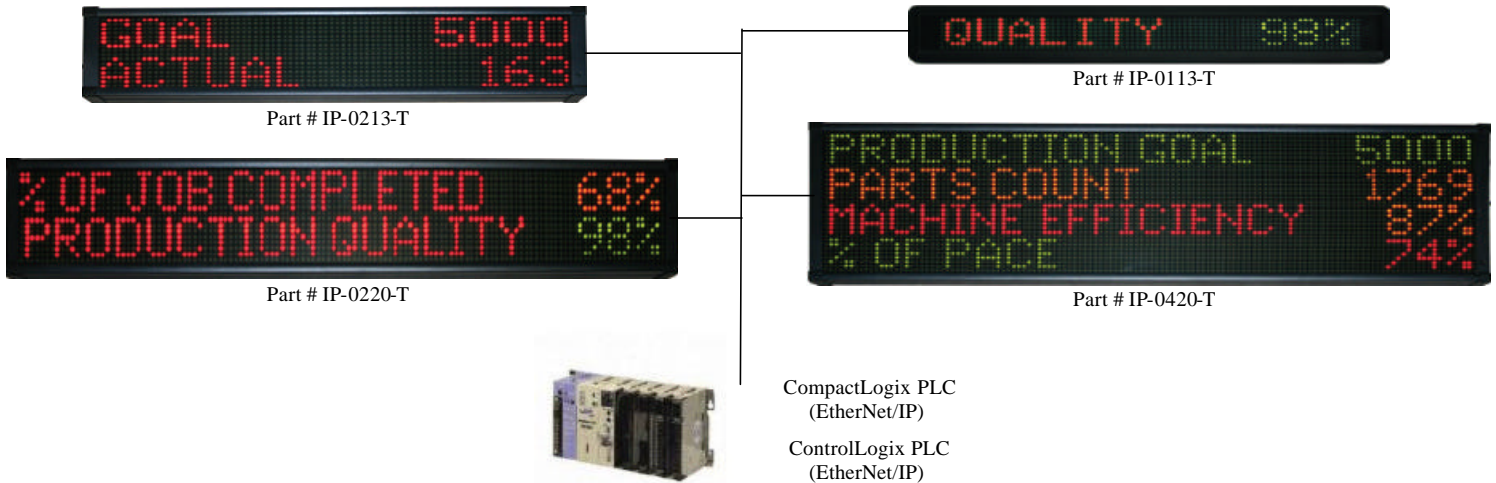 GOAL 5000
ACTUAL 163
Part # IP-0213-T
QUALITY 98%
Part # IP-0113-T
% OF JOB COMPLETED 68%
PRODUCTION QUALITY 98%
Part # IP-0220-T
PRODUCTION GOAL 5000
PARTS COUNT 1769
MACHINE EFFICIENCY 87%
% OF PACE 74%
Part # IP-0420-T
CompactLogix PLC
(EtherNet/IP)
ControlLogix PLC
(EtherNet/IP)